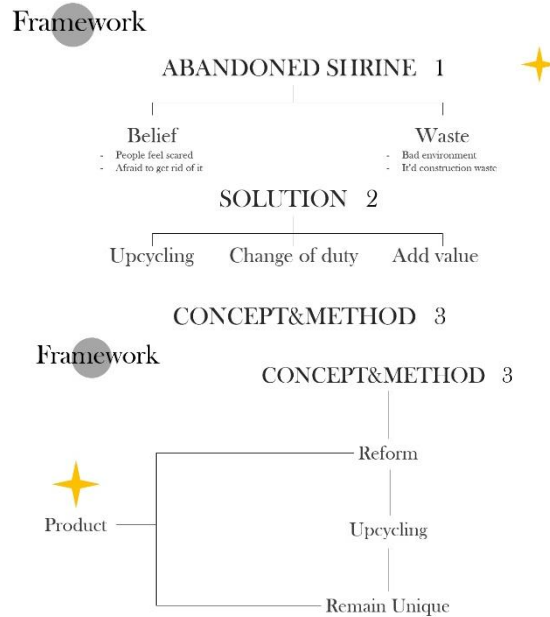 Framework
ABANDONED SHRINE 1
Belief
- People feel scared
- Afraid to get rid of it
Waste
- Bad environment
- It'd construction waste
SOLUTION 2
Upcycling
Change of duty
Add value
CONCEPT&METHOD 3
Framework
CONCEPT&METHOD 3
Reform
Product
Upcycling
Remain Unique